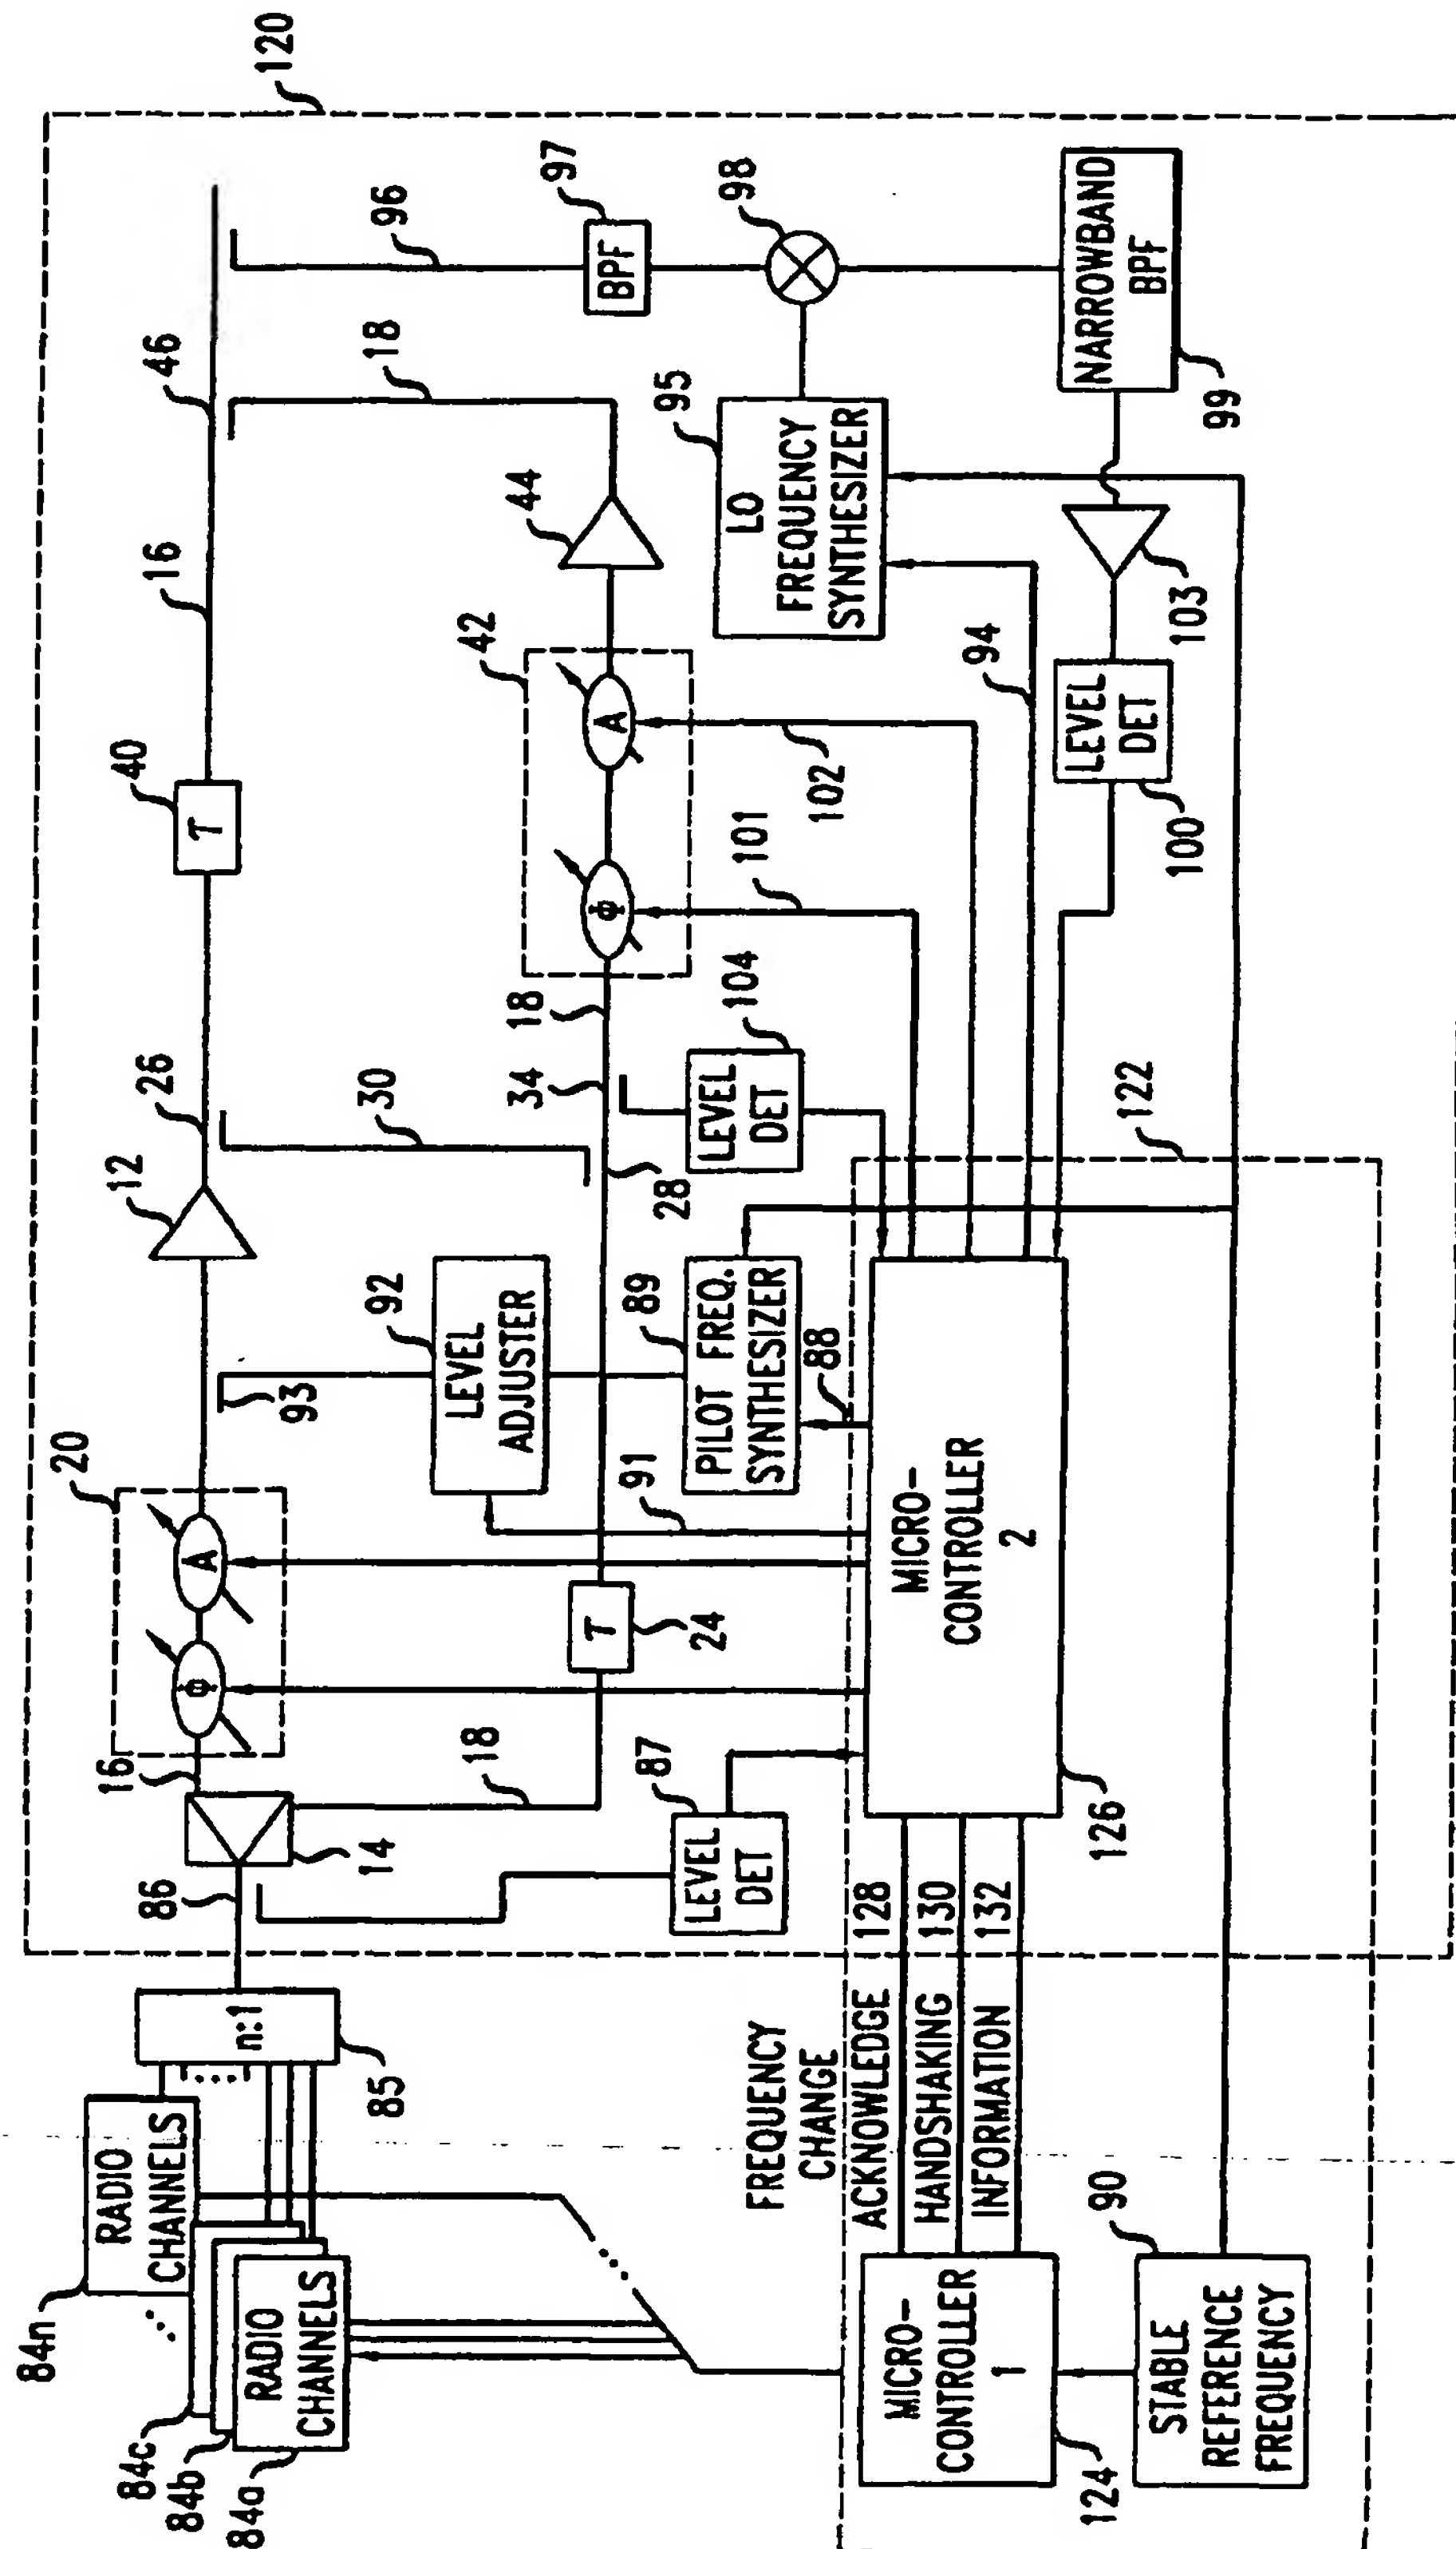 120
84n
RADIO
CHANNELS
84c
84b
84a
RADIO
CHANNELS
n:1
85
86
14
16
18
20
Φ
A
12
26
30
40
τ
16
46
18
96
97
BPF
98
NARROWBAND
BPF
99
93
92
LEVEL
ADJUSTER
91
24
τ
87
LEVEL
DET
89
PILOT FREQ.
SYNTHESIZER
88
28
34
18
104
LEVEL
DET
42
Φ
A
44
101
102
95
LO
FREQUENCY
SYNTHESIZER
94
103
LEVEL
DET
100
122
MICRO-
CONTROLLER
2
126
FREQUENCY
CHANGE
ACKNOWLEDGE 128
HANDSHAKING 130
INFORMATION 132
MICRO-
CONTROLLER
1
124
90
STABLE
REFERENCE
FREQUENCY